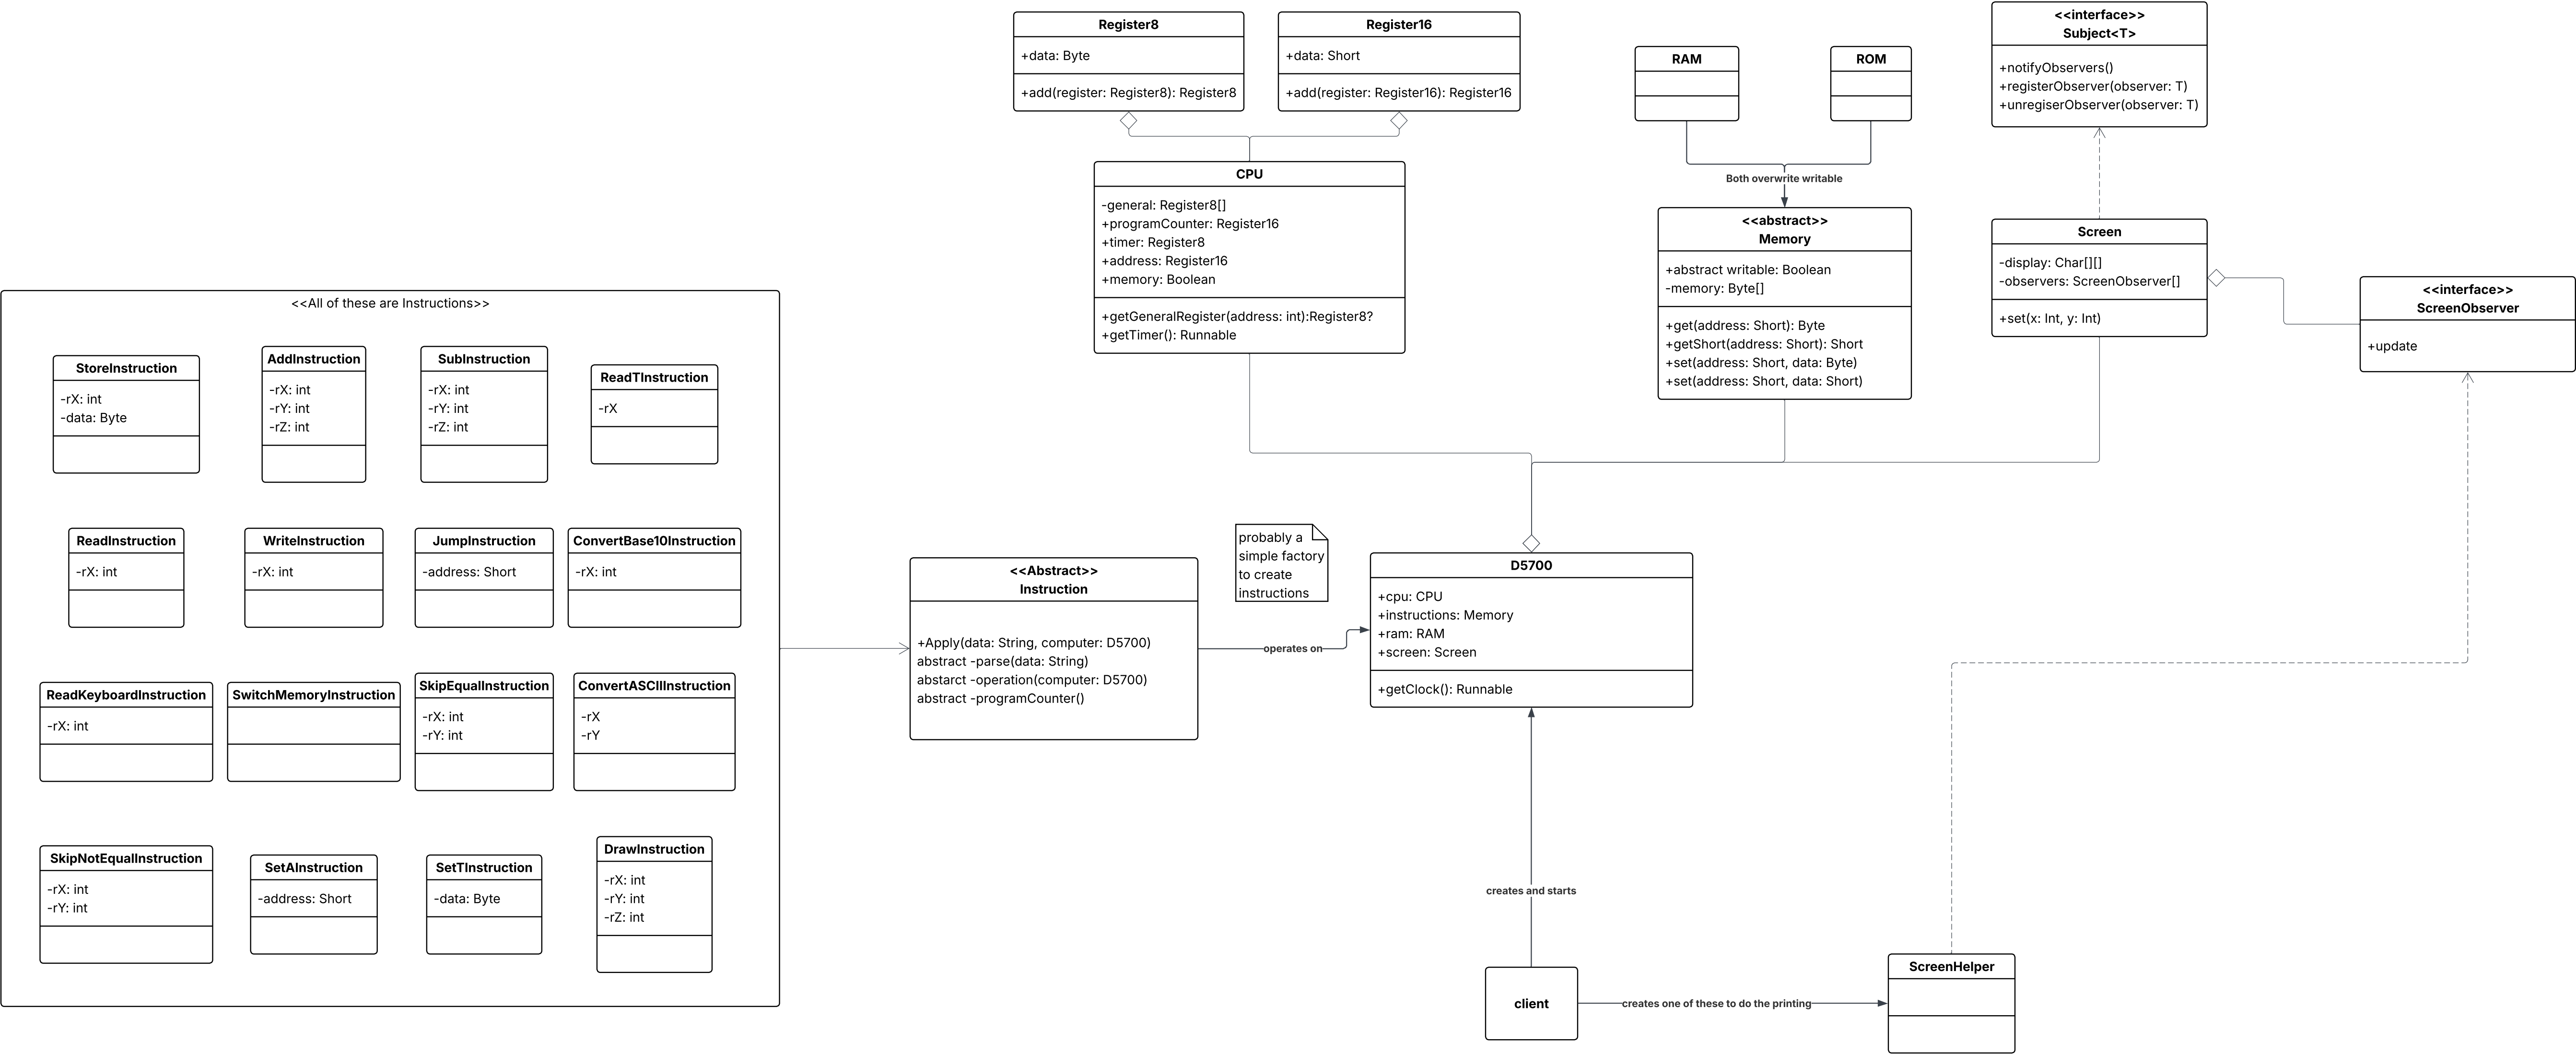 Register8
+data: Byte
+add(register: Register8): Register8
Register16
+data: Short
+add(register: Register16): Register16
RAM
ROM
<<interface>>
Subject<T>
+notifyObservers()
+registerObserver(observer: T)
+unregiserObserver(observer: T)
CPU
-general: Register8[]
+programCounter: Register16
+timer: Register8
+address: Register16
+memory: Boolean
+getGeneralRegister(address: int):Register8?
+getTimer(): Runnable
Both overwrite writable
<<abstract>>
Memory
+abstract writable: Boolean
-memory: Byte[]
+get(address: Short): Byte
+getShort(address: Short): Short
+set(address: Short, data: Byte)
+set(address: Short, data: Short)
Screen
-display: Char[][]
-observers: ScreenObserver[]
+set(x: Int, y: Int)
<<interface>>
ScreenObserver
+update
<<All of these are Instructions>>
StoreInstruction
-rX: int
-data: Byte
AddInstruction
-rX: int
-rY: int
-rZ: int
SubInstruction
-rX: int
-rY: int
-rZ: int
ReadTInstruction
-rX
ReadInstruction
-rX: int
WriteInstruction
-rX: int
JumpInstruction
-address: Short
ConvertBase10Instruction
-rX: int
ReadKeyboardInstruction
-rX: int
SwitchMemoryInstruction
SkipEqualInstruction
-rX: int
-rY: int
ConvertASCIIInstruction
-rX
-rY
SkipNotEqualInstruction
-rX: int
-rY: int
SetAInstruction
-address: Short
SetTInstruction
-data: Byte
DrawInstruction
-rX: int
-rY: int
-rZ: int
<<Abstract>>
Instruction
+Apply(data: String, computer: D5700)
abstract -parse(data: String)
abstarct -operation(computer: D5700)
abstract -programCounter()
probably a
simple factory
to create
instructions
operates on
D5700
+cpu: CPU
+instructions: Memory
+ram: RAM
+screen: Screen
+getClock(): Runnable
creates and starts
client
creates one of these to do the printing
ScreenHelper